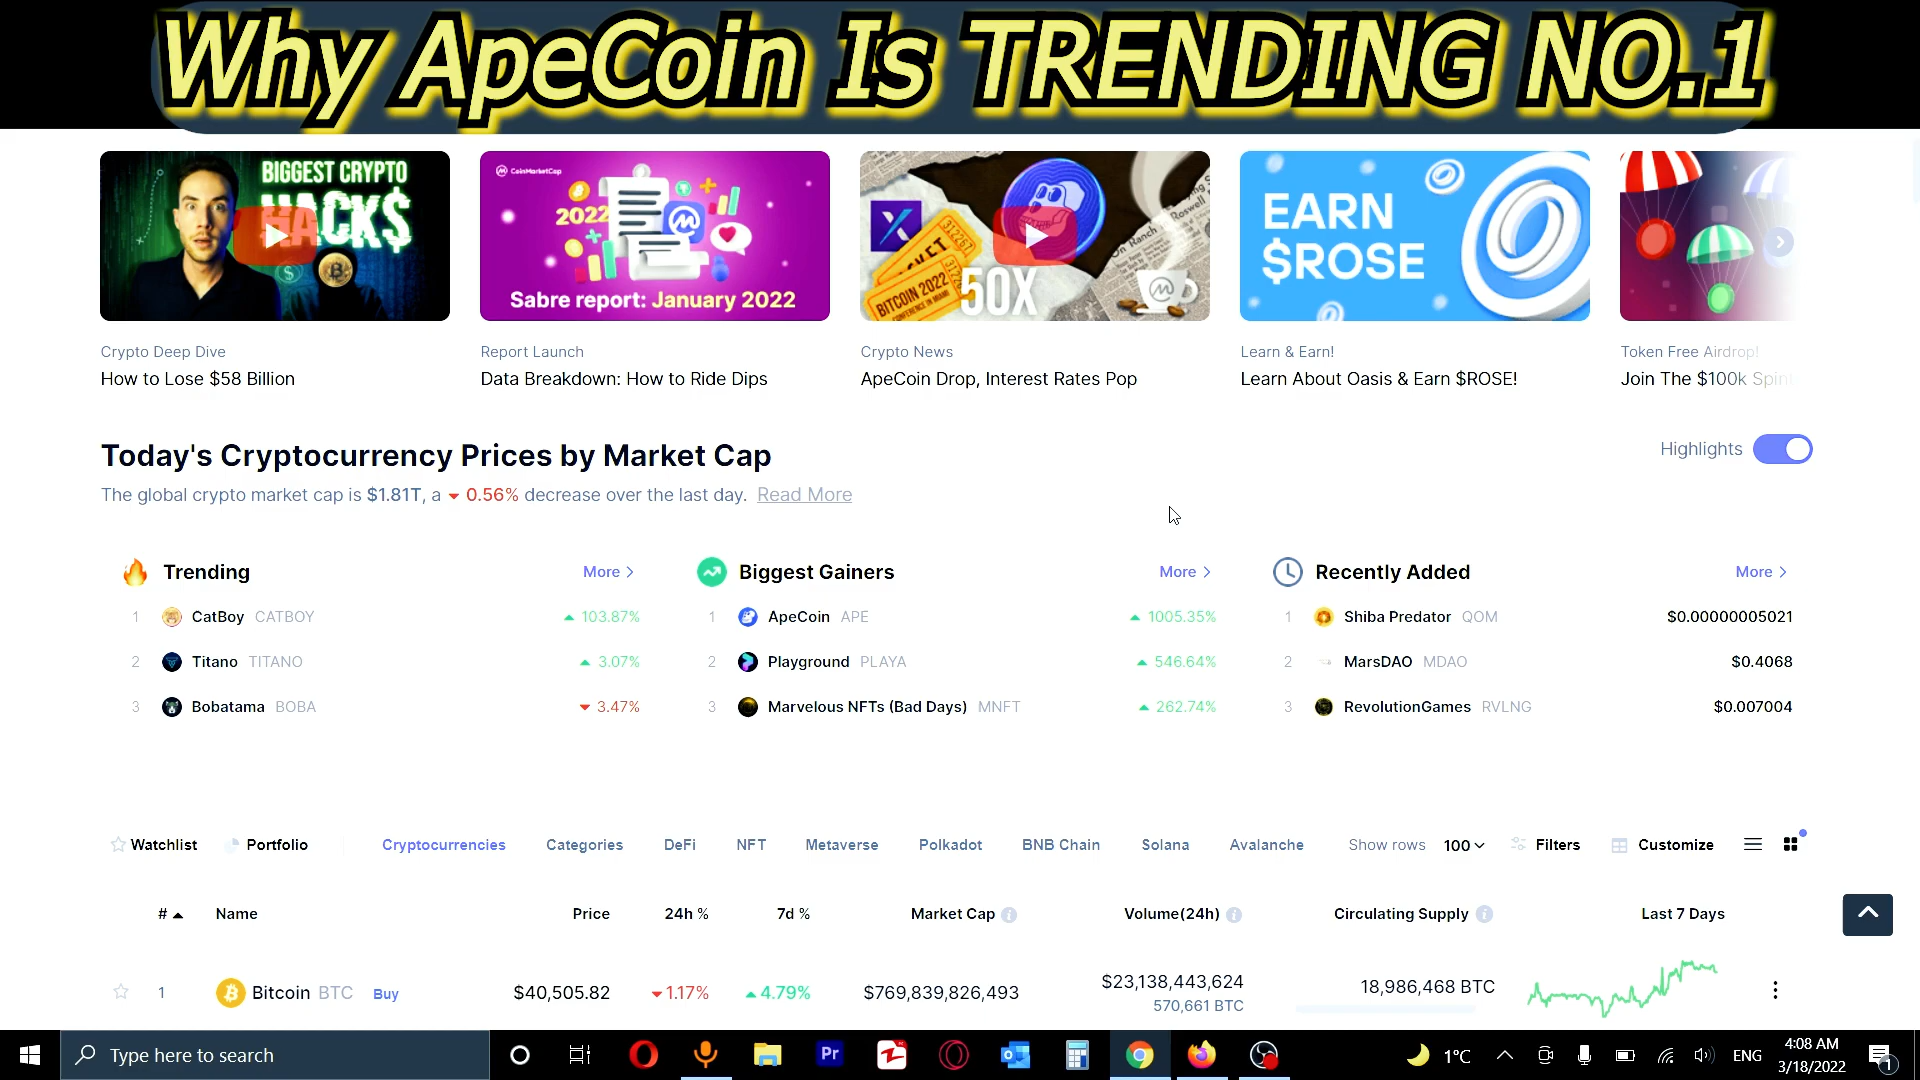 Why ApeCoin Is TRENDING NO.1
BIGGEST CRYPTO
HACK$
CoinMarketCap
2022
Sabre report: January 2022
TICKET
312267
BITCOIN 2022
50X
EARN
$ROSE
Crypto Deep Dive
How to Lose $58 Billion
Report Launch
Data Breakdown: How to Ride Dips
Crypto News
ApeCoin Drop, Interest Rates Pop
Learn & Earn!
Learn About Oasis & Earn $ROSE!
Token Free Airdrop!
Join The $100k Spin
Today's Cryptocurrency Prices by Market Cap
Highlights
The global crypto market cap is $1.81T, a 0.56% decrease over the last day. Read More
Trending More
1 CatBoy CATBOY 103.87%
2 Titano TITANO 3.07%
3 Bobatama BOBA 3.47%
Biggest Gainers More
1 ApeCoin APE 1005.35%
2 Playground PLAYA 546.64%
3 Marvelous NFTs (Bad Days) MNFT 262.74%
Recently Added More
1 Shiba Predator QOM $0.00000005021
2 MarsDAO MDAO $0.4068
3 RevolutionGames RVLNG $0.007004
Watchlist Portfolio Cryptocurrencies Categories DeFi NFT Metaverse Polkadot BNB Chain Solana Avalanche Show rows 100 Filters Customize
# Name Price 24h % 7d % Market Cap Volume(24h) Circulating Supply Last 7 Days
1 Bitcoin BTC Buy $40,505.82 1.17% 4.79% $769,839,826,493 $23,138,443,624 18,986,468 BTC
570,661 BTC
Type here to search Pr 1°C ENG 4:08 AM
3/18/2022 1